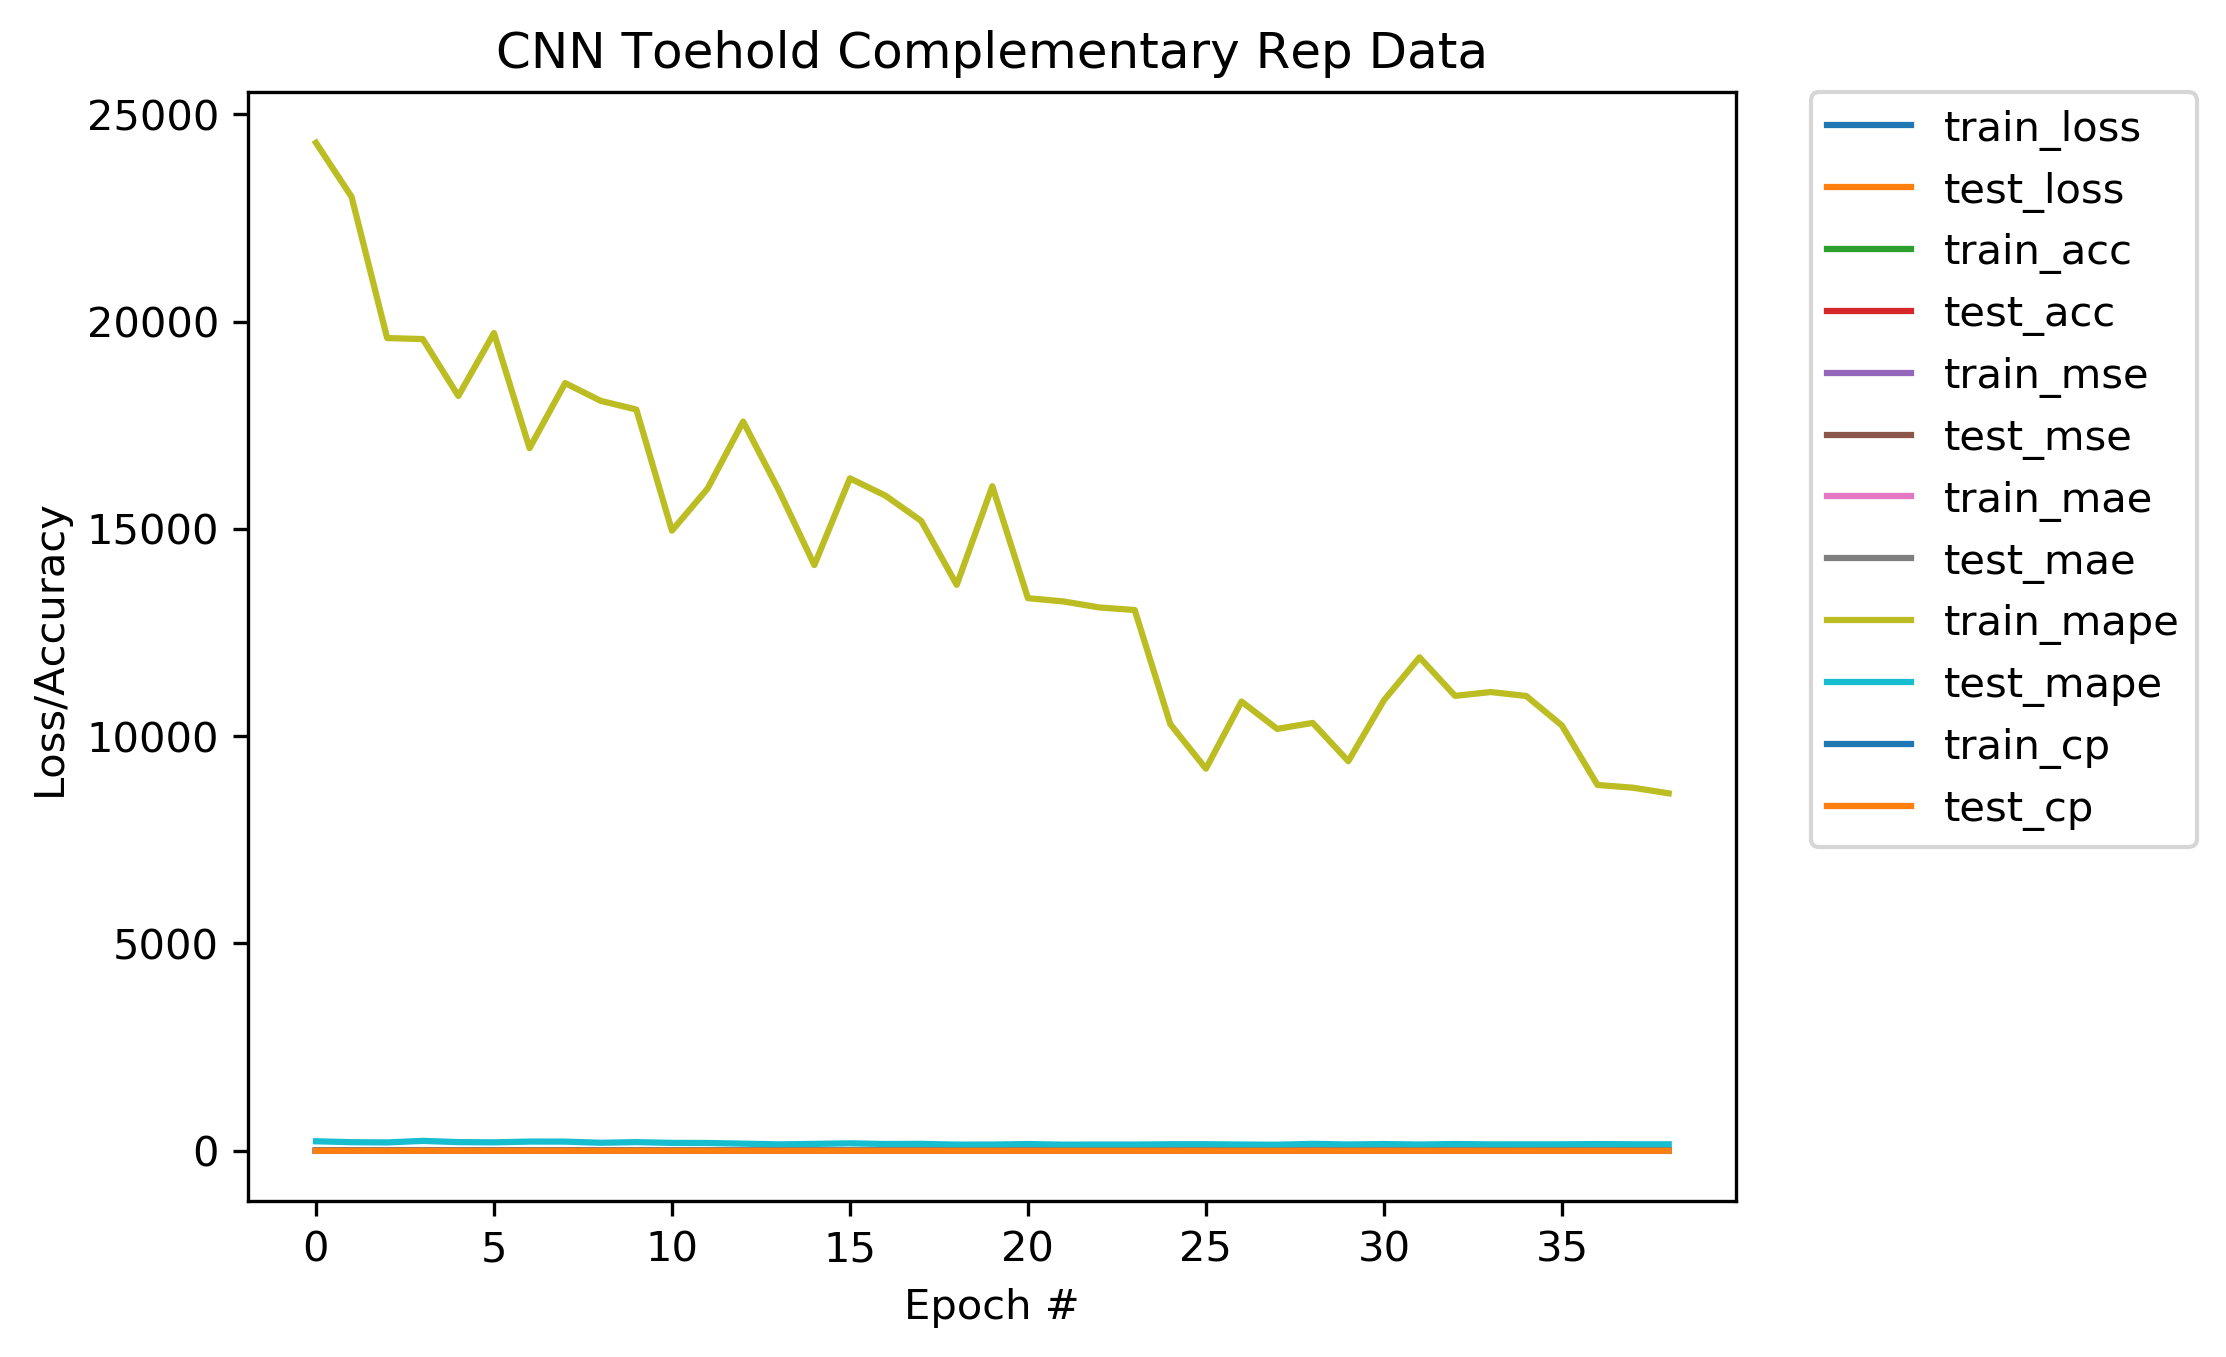 CNN Toehold Complementary Rep Data
25000
20000
15000
10000
5000
0
Loss/Accuracy
0 5 10 15 20 25 30 35
Epoch #
train_loss
test_loss
train_acc
test_acc
train_mse
test_mse
train_mae
test_mae
train_mape
test_mape
train_cp
test_cp